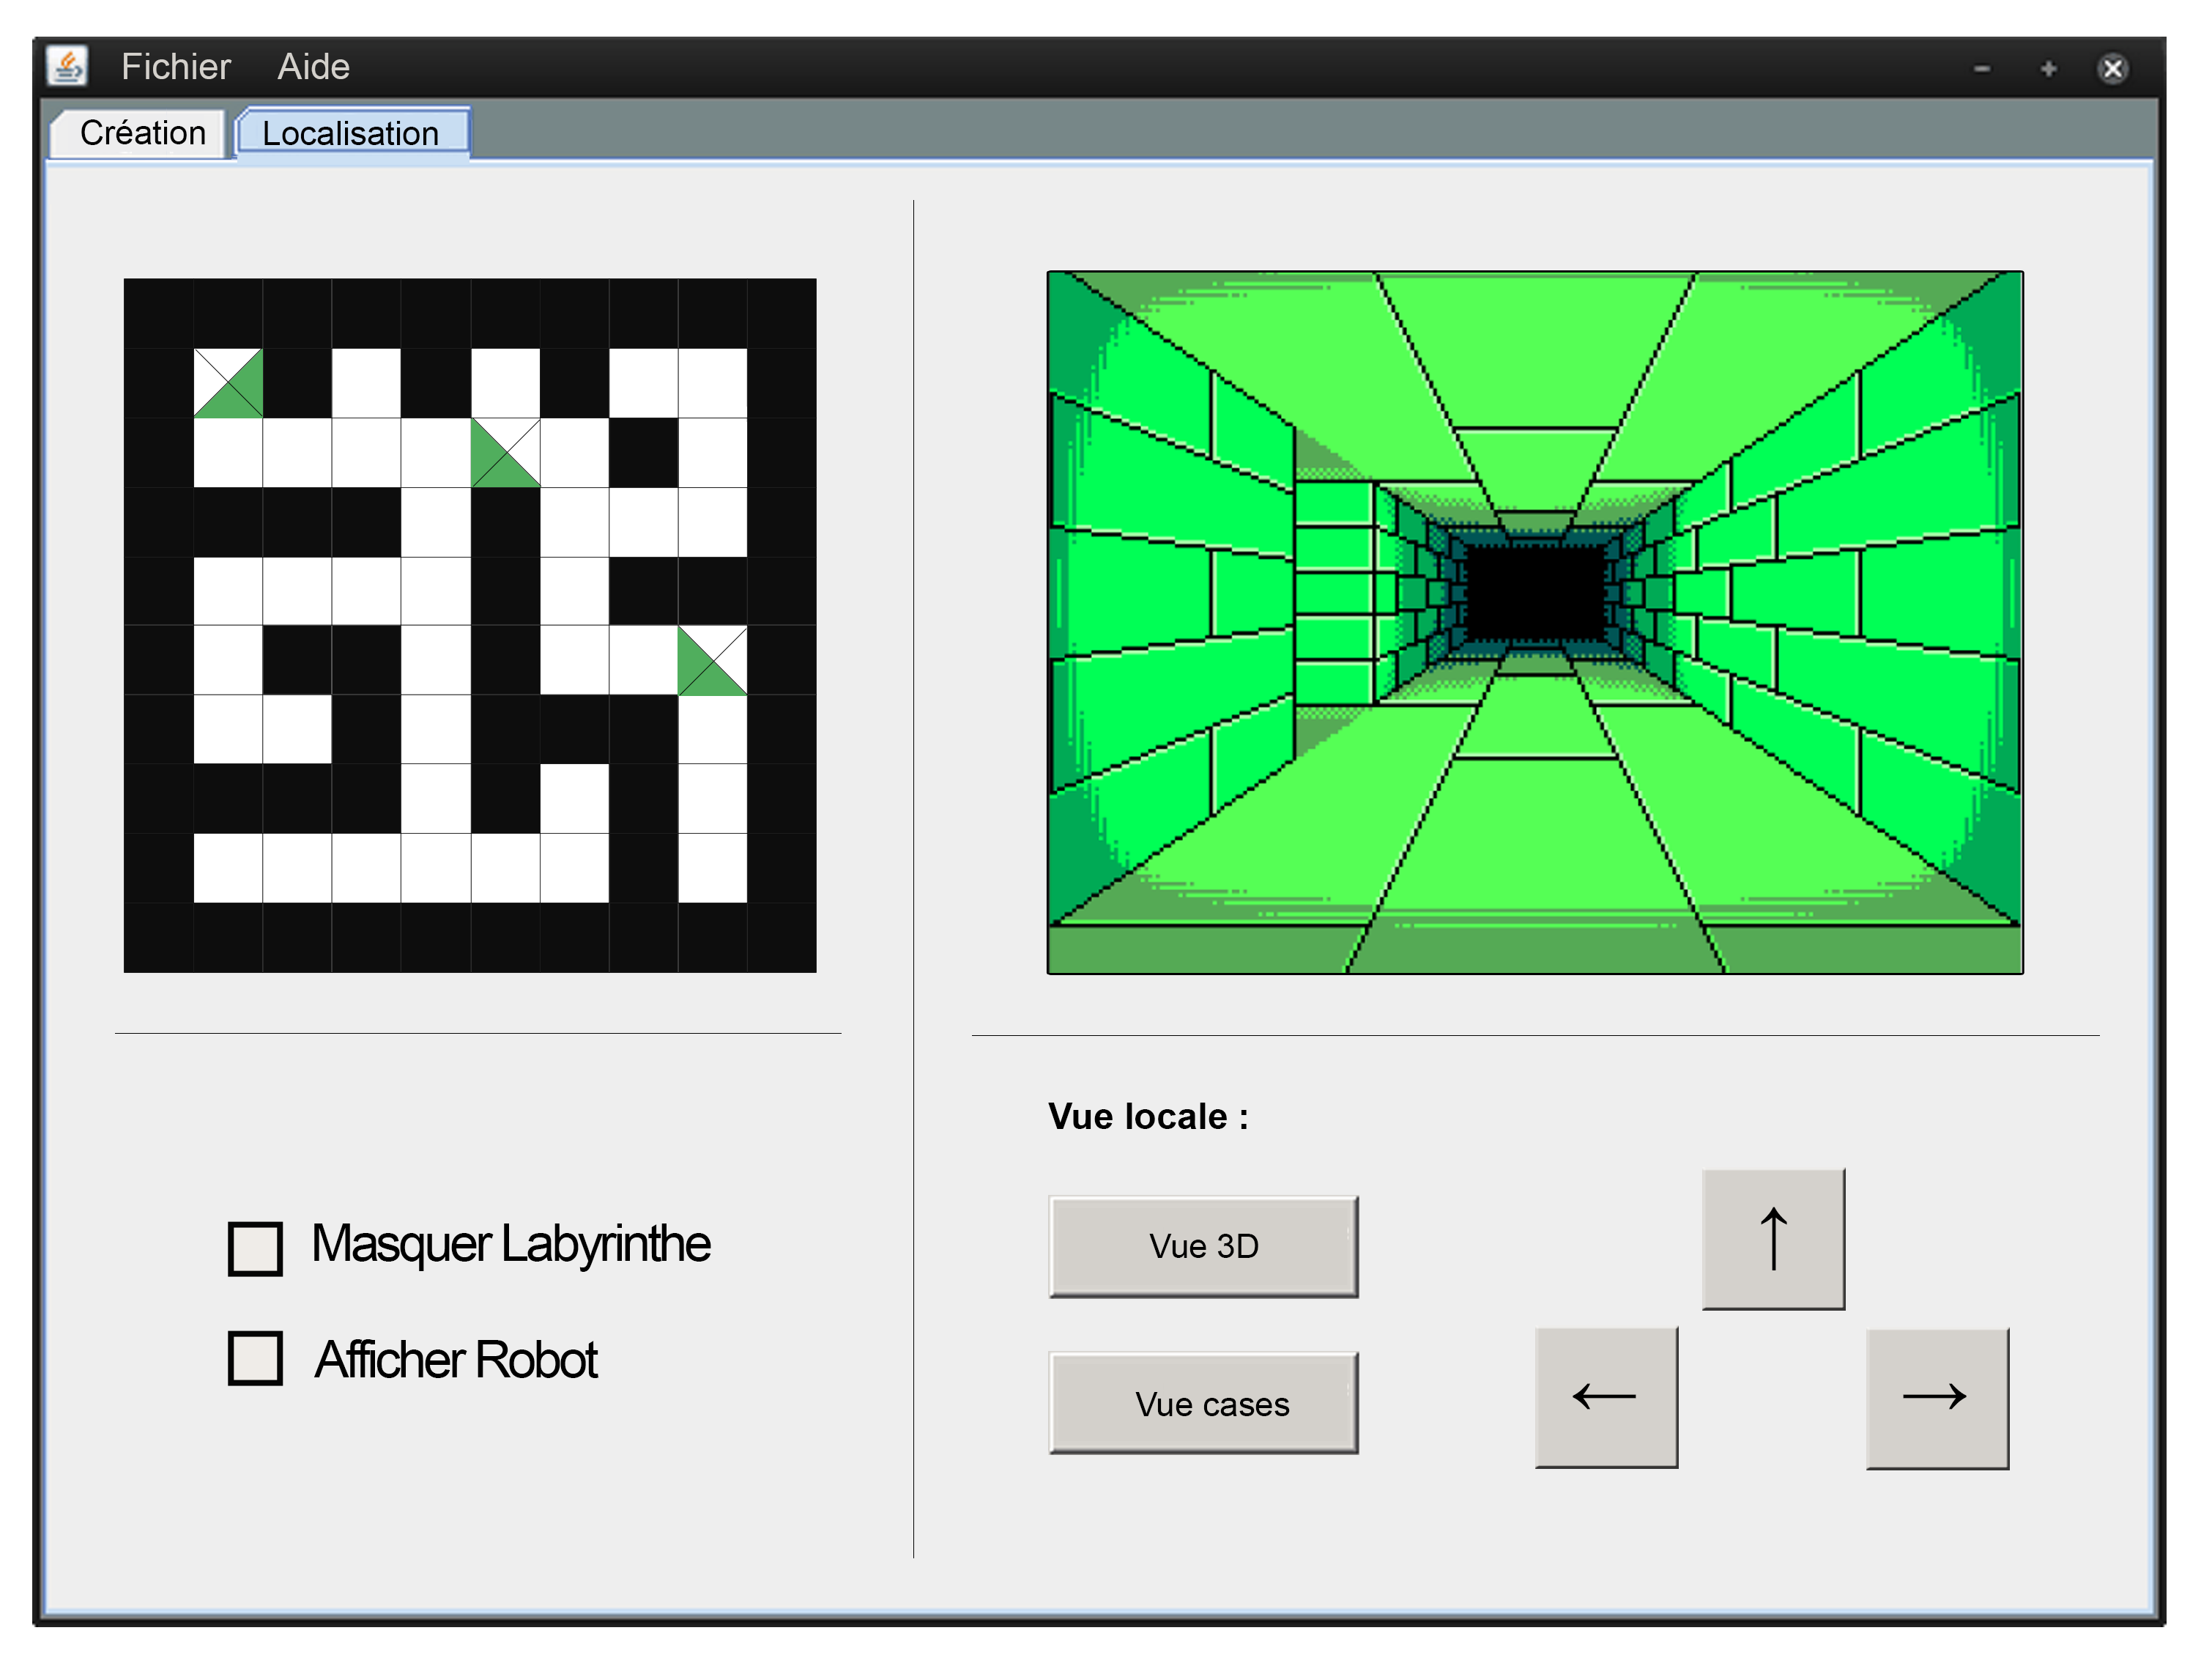 Fichier Aide
Création Localisation
Vue locale :
Masquer Labyrinthe
Afficher Robot
Vue 3D
↑
Vue cases
← →